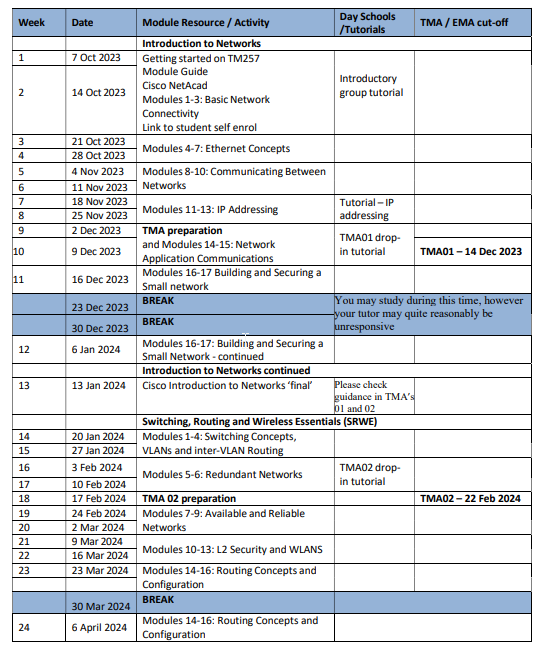 Week Date Module Resource / Activity Day Schools /Tutorials TMA / EMA cut-off
Introduction to Networks
1 7 Oct 2023 Getting started on TM257
Module Guide
Cisco NetAcad
2 14 Oct 2023 Modules 1-3: Basic Network
Connectivity
Link to student self enrol
Introductory
group tutorial
3 21 Oct 2023
4 28 Oct 2023
Modules 4-7: Ethernet Concepts
5 4 Nov 2023
6 11 Nov 2023
Modules 8-10: Communicating Between
Networks
7 18 Nov 2023
8 25 Nov 2023
Modules 11-13: IP Addressing
Tutorial – IP
addressing
9 2 Dec 2023
10 9 Dec 2023
TMA preparation
and Modules 14-15: Network
Application Communications
TMA01 drop-
in tutorial
TMA01 – 14 Dec 2023
11 16 Dec 2023 Modules 16-17 Building and Securing a
Small network
23 Dec 2023 BREAK
30 Dec 2023 BREAK
You may study during this time, however
your tutor may quite reasonably be
unresponsive
12 6 Jan 2024 Modules 16-17: Building and Securing a
Small Network - continued
Introduction to Networks continued
13 13 Jan 2024 Cisco Introduction to Networks ‘final’
Please check
guidance in TMA's
01 and 02
Switching, Routing and Wireless Essentials (SRWE)
14 20 Jan 2024
15 27 Jan 2024
Modules 1-4: Switching Concepts,
VLANs and inter-VLAN Routing
16 3 Feb 2024
17 10 Feb 2024
Modules 5-6: Redundant Networks
TMA02 drop-
in tutorial
18 17 Feb 2024 TMA 02 preparation TMA02 – 22 Feb 2024
19 24 Feb 2024
20 2 Mar 2024
Modules 7-9: Available and Reliable
Networks
21 9 Mar 2024
22 16 Mar 2024
Modules 10-13: L2 Security and WLANS
23 23 Mar 2024 Modules 14-16: Routing Concepts and
Configuration
30 Mar 2024 BREAK
24 6 April 2024 Modules 14-16: Routing Concepts and
Configuration